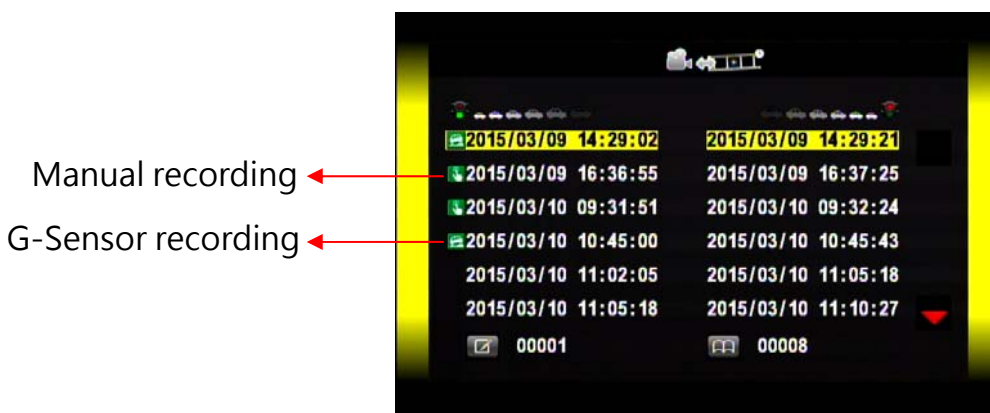 2015/03/09 14:29:02 2015/03/09 14:29:21
Manual recording 2015/03/09 16:36:55 2015/03/09 16:37:25
2015/03/10 09:31:51 2015/03/10 09:32:24
G-Sensor recording 2015/03/10 10:45:00 2015/03/10 10:45:43
2015/03/10 11:02:05 2015/03/10 11:05:18
2015/03/10 11:05:18 2015/03/10 11:10:27
00001 00008